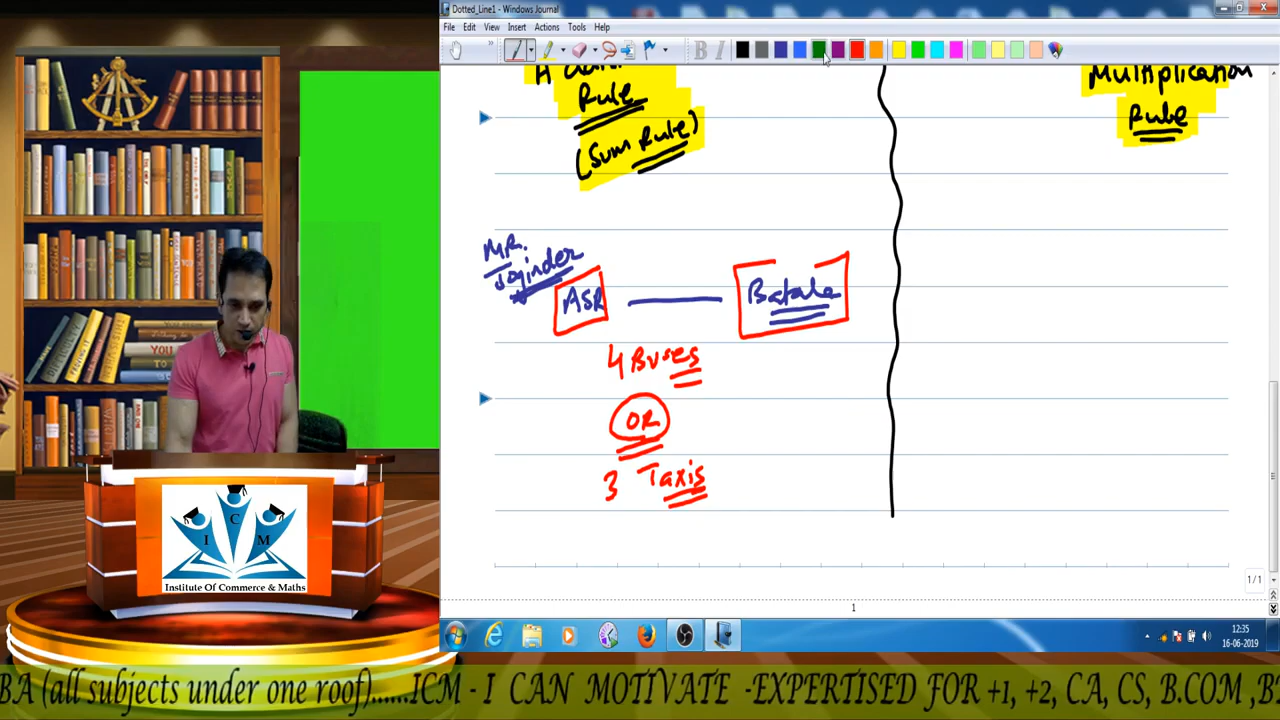 Dotted_Line1 - Windows Journal
File Edit View Insert Actions Tools Help
Rule
(Sum Rule)
Multiplication
Rule
MR.
Joginder
ASR
Batala
4 Buses
OR
3 Taxis
1/1
1
12:35
16-06-2019
I C M
Institute Of Commerce & Maths
BA (all subjects under one roof)......ICM - I CAN MOTIVATE -EXPERTISED FOR +1, +2, CA, CS, B.COM ,B